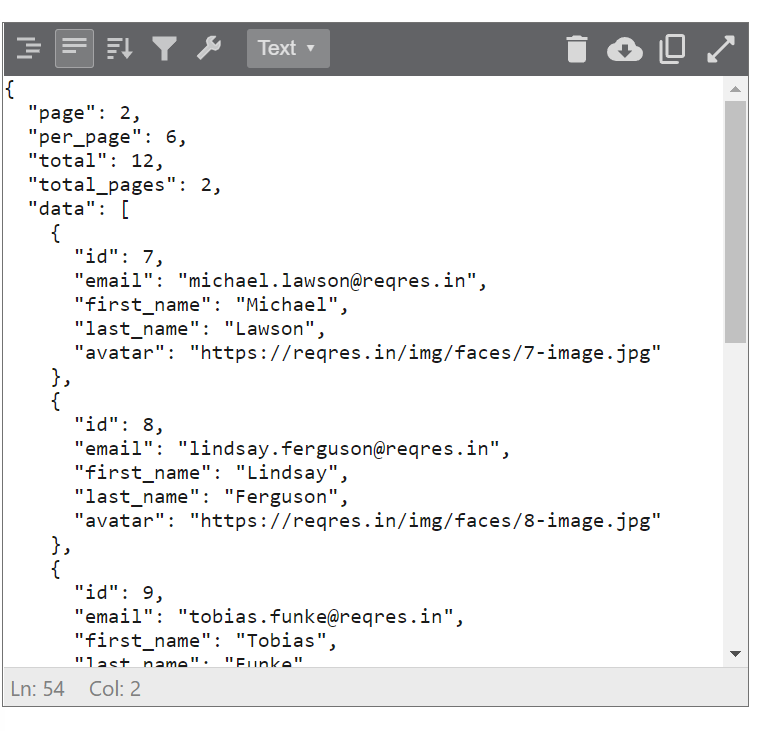 Text
{
  "page": 2,
  "per_page": 6,
  "total": 12,
  "total_pages": 2,
  "data": [
    {
      "id": 7,
      "email": "michael.lawson@reqres.in",
      "first_name": "Michael",
      "last_name": "Lawson",
      "avatar": "https://reqres.in/img/faces/7-image.jpg"
    },
    {
      "id": 8,
      "email": "lindsay.ferguson@reqres.in",
      "first_name": "Lindsay",
      "last_name": "Ferguson",
      "avatar": "https://reqres.in/img/faces/8-image.jpg"
    },
    {
      "id": 9,
      "email": "tobias.funke@reqres.in",
      "first_name": "Tobias",
      "last_name": "Funke"
Ln: 54 Col: 2